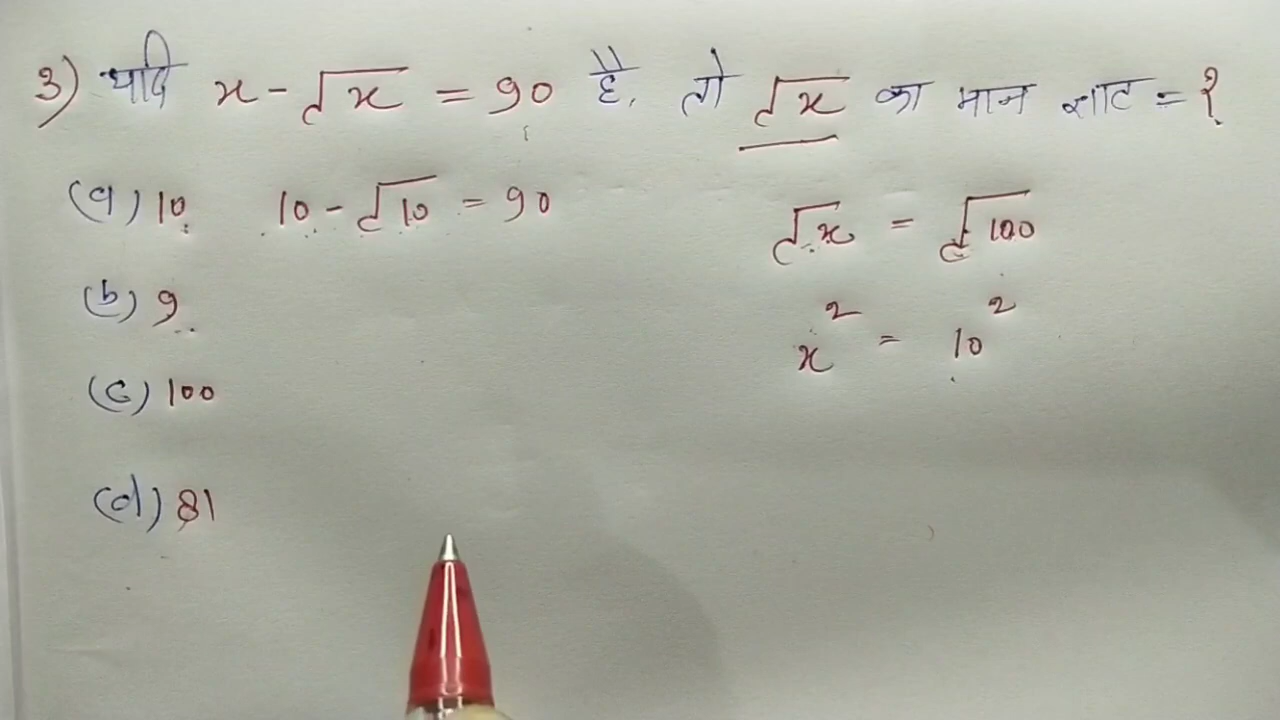 3) यदि x - √x = 90 है, तो √x का मान ज्ञात = ?
(a) 10 10 - √10 = 90
√x = √100
(b) 9
x² = 10²
(c) 100
(d) 81